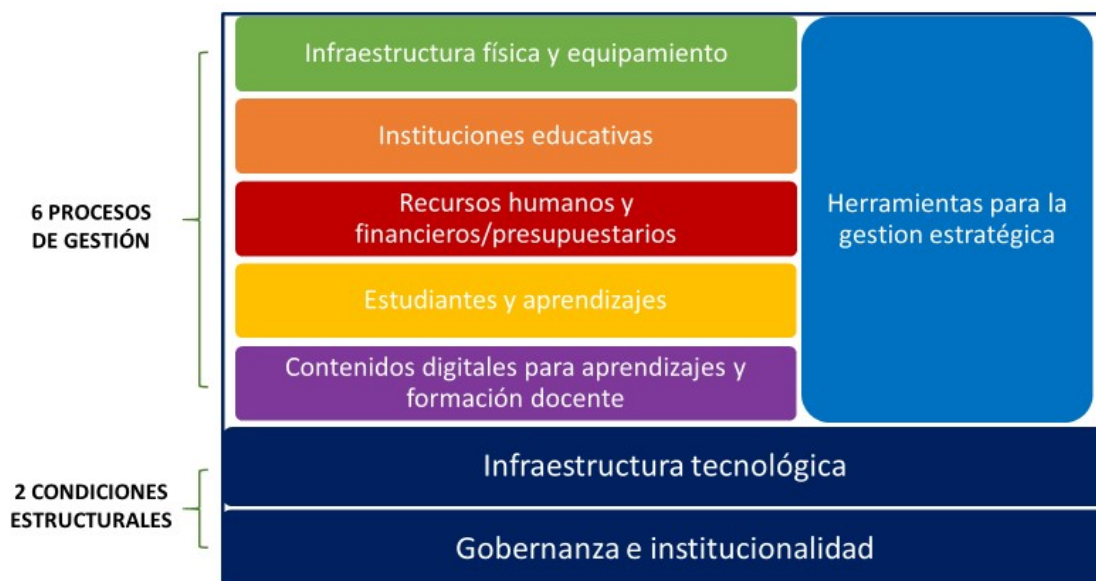 6 PROCESOS
DE GESTIÓN
Infraestructura física y equipamiento
Instituciones educativas
Recursos humanos y
financieros/presupuestarios
Estudiantes y aprendizajes
Contenidos digitales para aprendizajes y
formación docente
Herramientas para la
gestion estratégica
2 CONDICIONES
ESTRUCTURALES
Infraestructura tecnológica
Gobernanza e institucionalidad